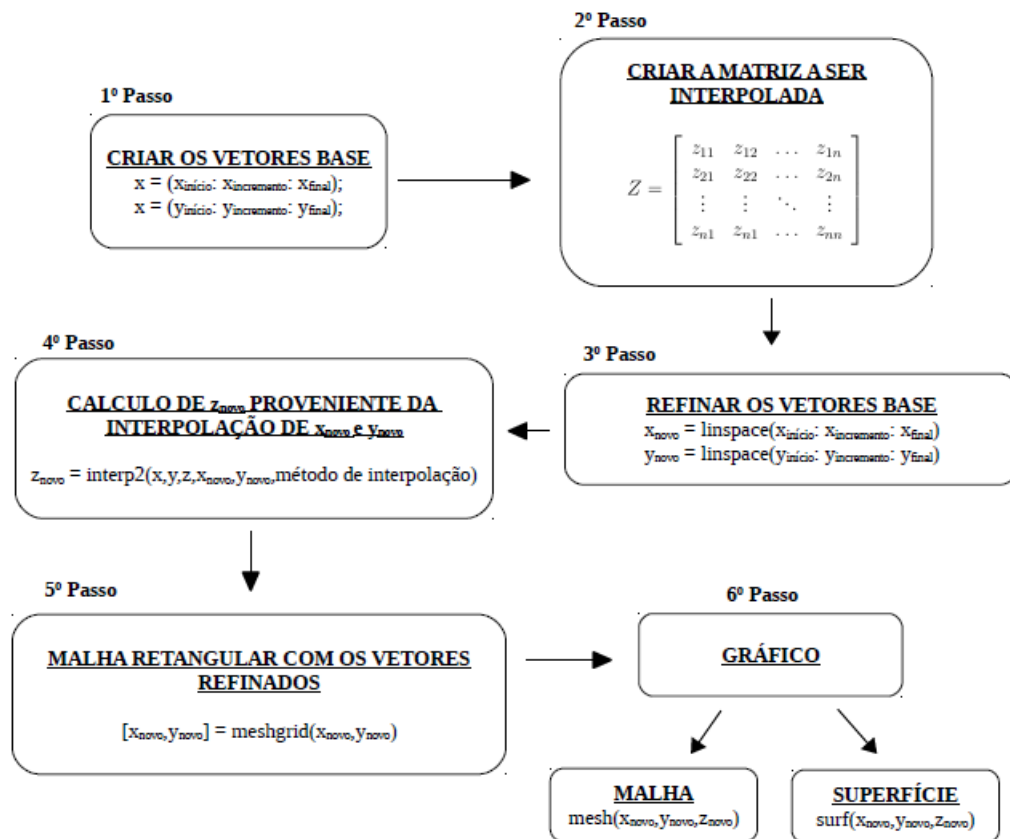 1º Passo
CRIAR OS VETORES BASE
x = (xinício: xincremento: xfinal);
x = (yinício: yincremento: yfinal);
2º Passo
CRIAR A MATRIZ A SER
INTERPOLADA
Z =
z11 z12 … z1n
z21 z22 … z2n
⋮ ⋮ ⋱ ⋮
zn1 zn1 … znn
3º Passo
REFINAR OS VETORES BASE
xnovo = linspace(xinício: xincremento: xfinal)
ynovo = linspace(yinício: yincremento: yfinal)
4º Passo
CALCULO DE znovo PROVENIENTE DA
INTERPOLAÇÃO DE xnovo e ynovo
znovo = interp2(x,y,z,xnovo,ynovo,método de interpolação)
5º Passo
MALHA RETANGULAR COM OS VETORES
REFINADOS
[xnovo,ynovo] = meshgrid(xnovo,ynovo)
6º Passo
GRÁFICO
MALHA
mesh(xnovo,ynovo,znovo)
SUPERFÍCIE
surf(xnovo,ynovo,znovo)